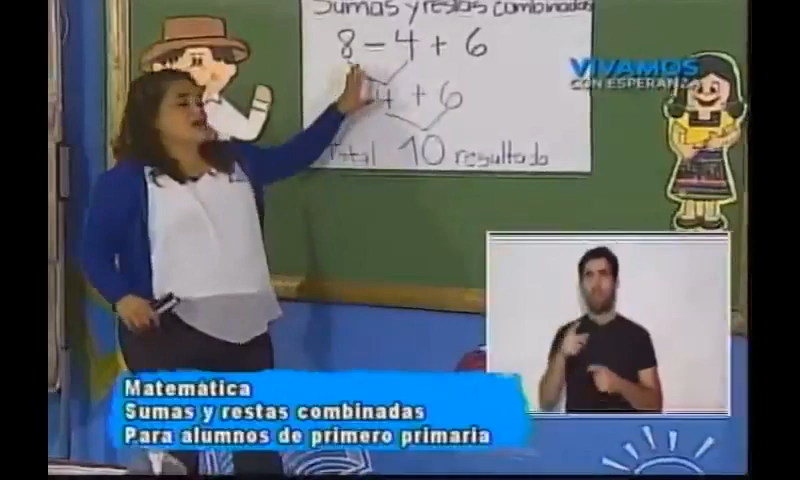 Sumas y restas combinadas
8 - 4 + 6
4 + 6
Total 10 resultado
VIVAMOS
CON ESPERANZA
Matemática
Sumas y restas combinadas
Para alumnos de primero primaria